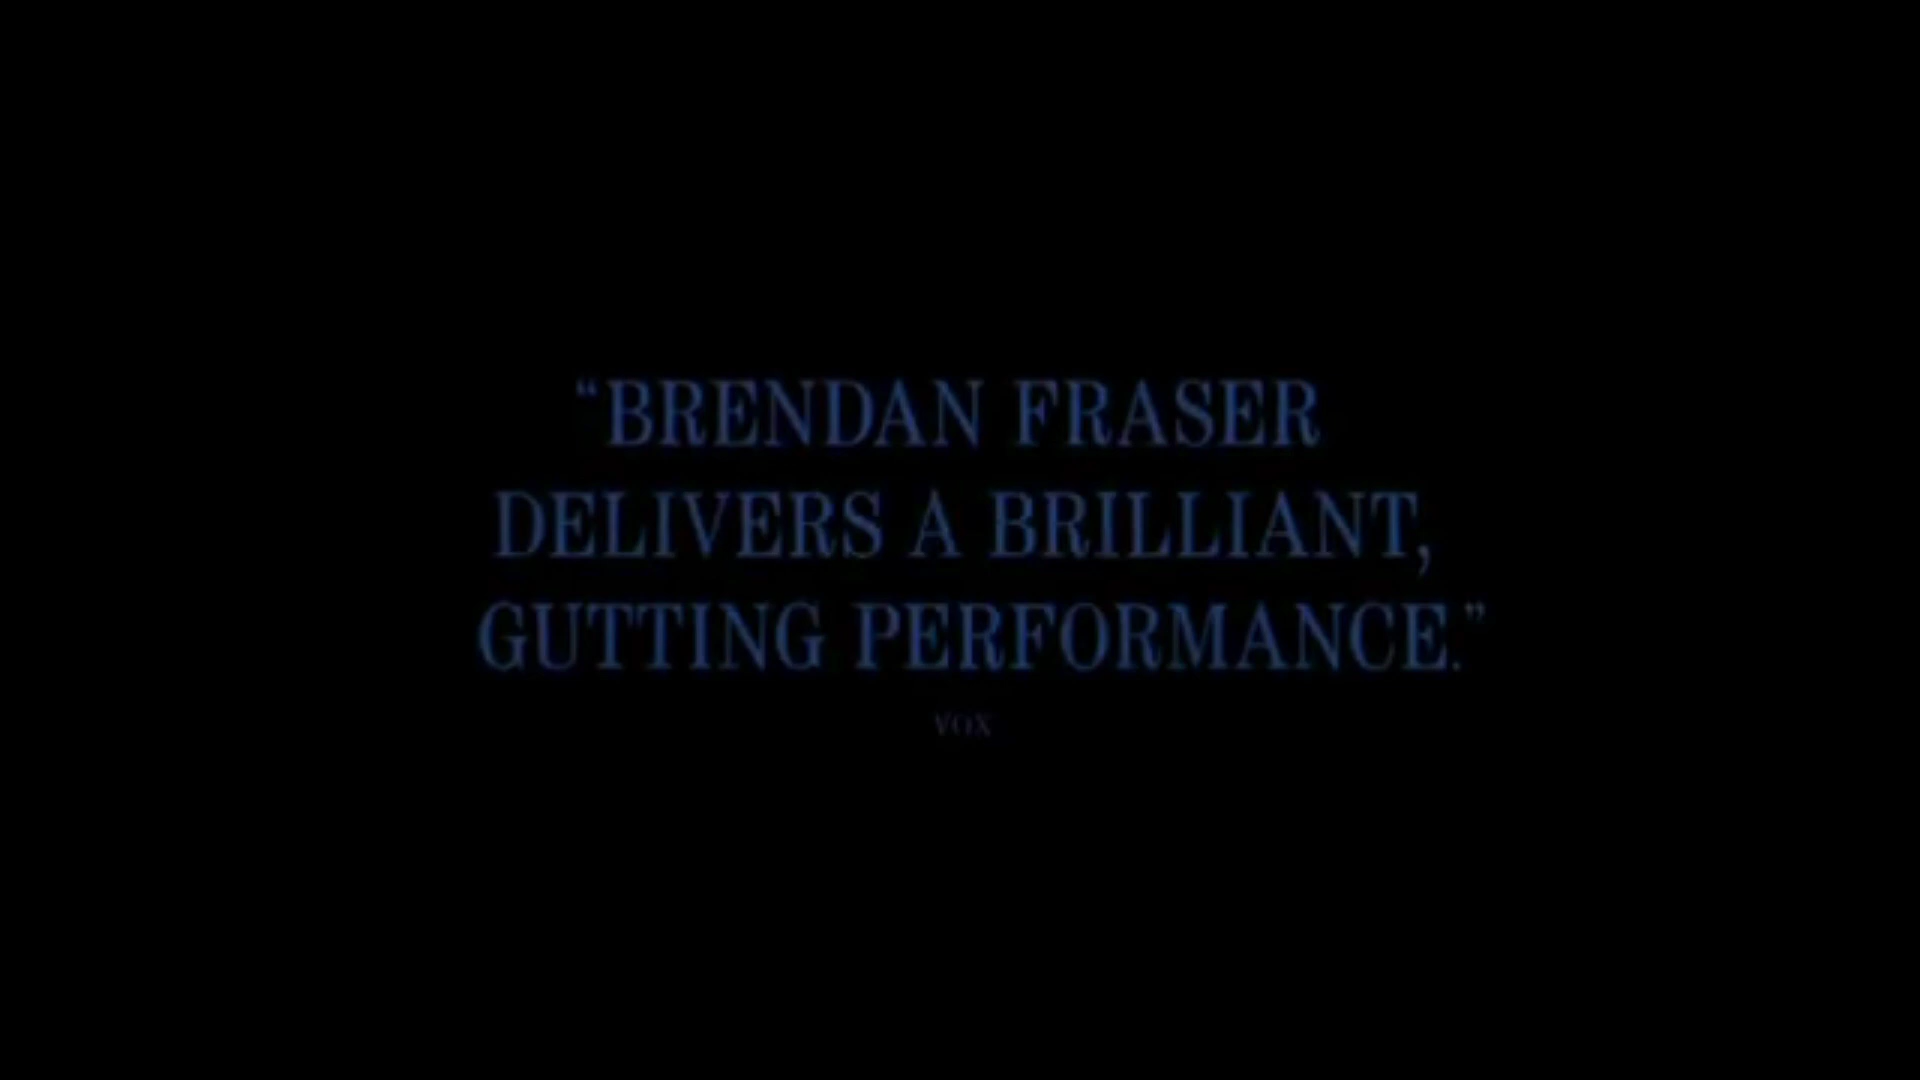 “BRENDAN FRASER
DELIVERS A BRILLIANT,
GUTTING PERFORMANCE.”
VOX